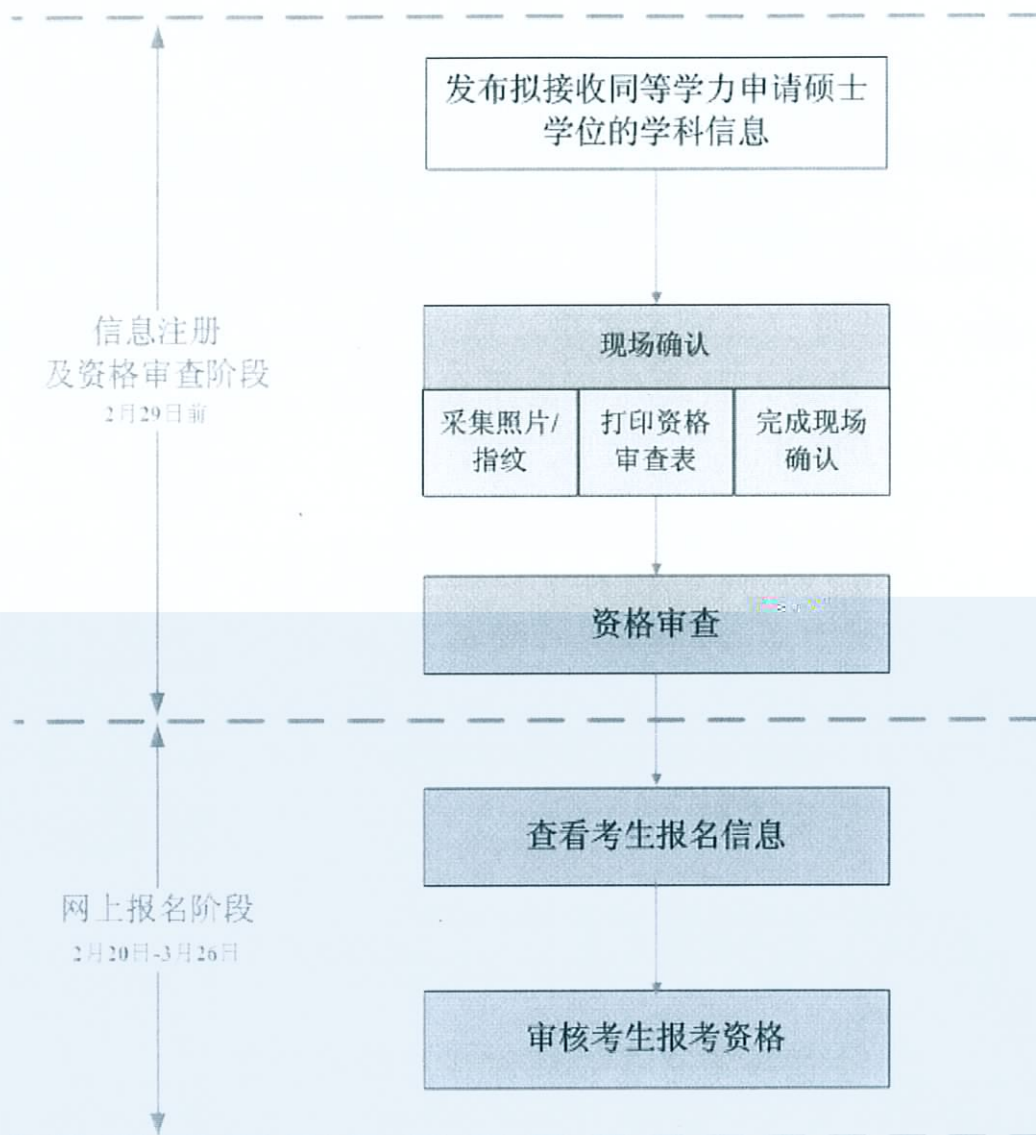 发布拟接收同等学力申请硕士
学位的学科信息
信息注册
及资格审查阶段
2月29日前
现场确认
采集照片/
指纹
打印资格
审查表
完成现场
确认
资格审查
查看考生报名信息
网上报名阶段
2月20日-3月26日
审核考生报考资格